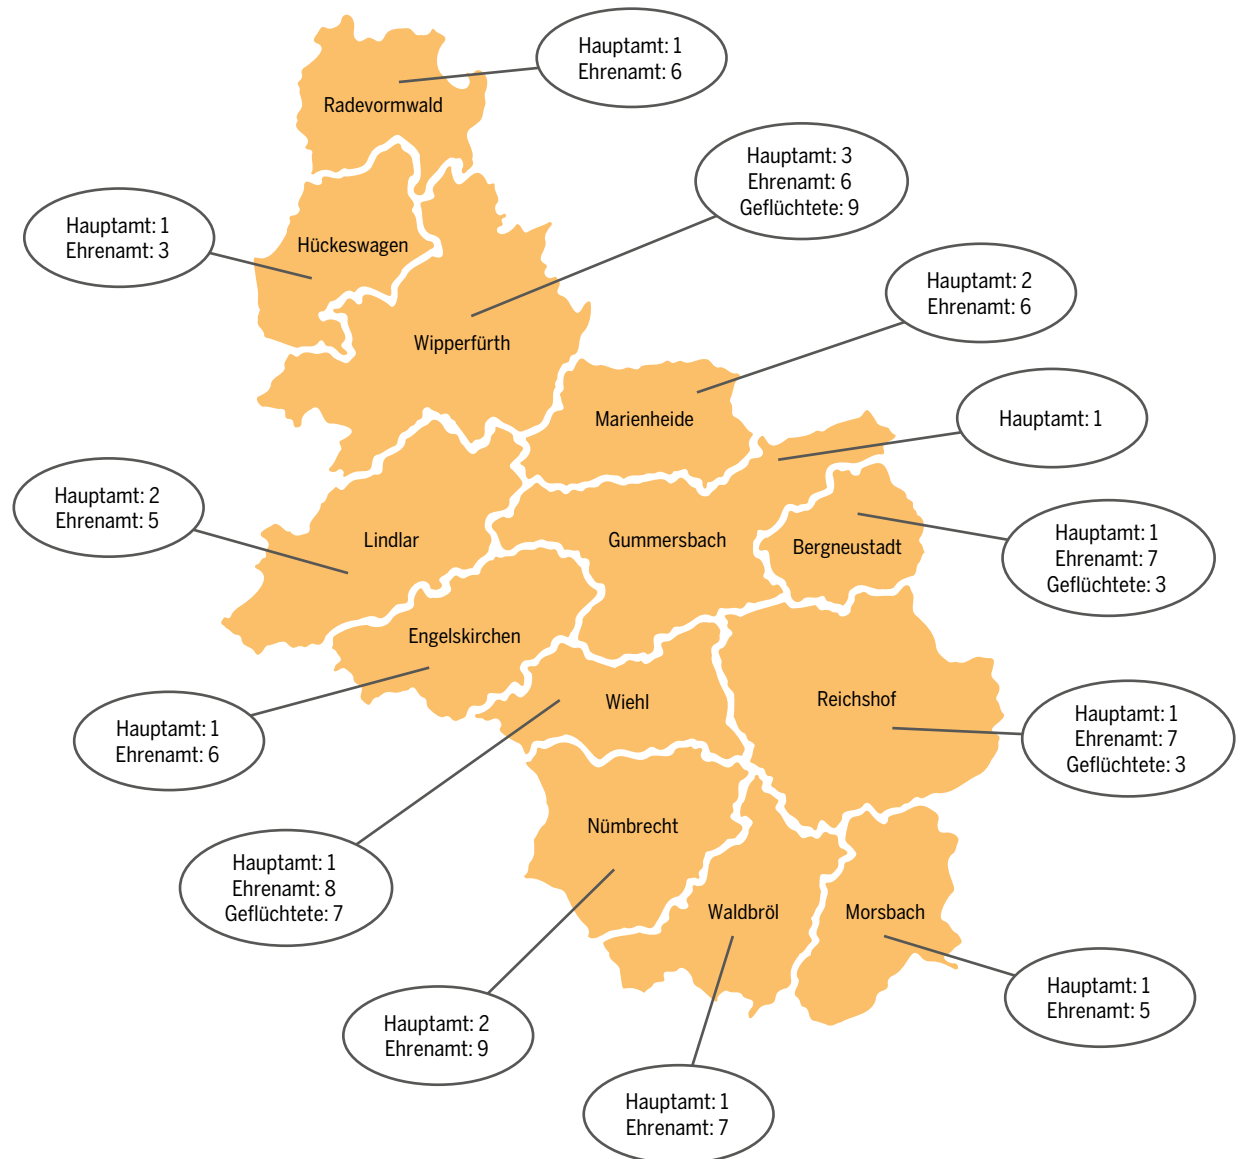 Hauptamt: 1
Ehrenamt: 6
Radevormwald
Hauptamt: 3
Ehrenamt: 6
Geflüchtete: 9
Hauptamt: 1
Ehrenamt: 3
Hückeswagen
Hauptamt: 2
Ehrenamt: 6
Wipperfürth
Marienheide
Hauptamt: 1
Hauptamt: 2
Ehrenamt: 5
Lindlar
Gummersbach
Bergneustadt
Hauptamt: 1
Ehrenamt: 7
Geflüchtete: 3
Engelskirchen
Wiehl
Reichshof
Hauptamt: 1
Ehrenamt: 7
Geflüchtete: 3
Hauptamt: 1
Ehrenamt: 6
Nümbrecht
Hauptamt: 1
Ehrenamt: 8
Geflüchtete: 7
Waldbröl
Morsbach
Hauptamt: 1
Ehrenamt: 5
Hauptamt: 2
Ehrenamt: 9
Hauptamt: 1
Ehrenamt: 7